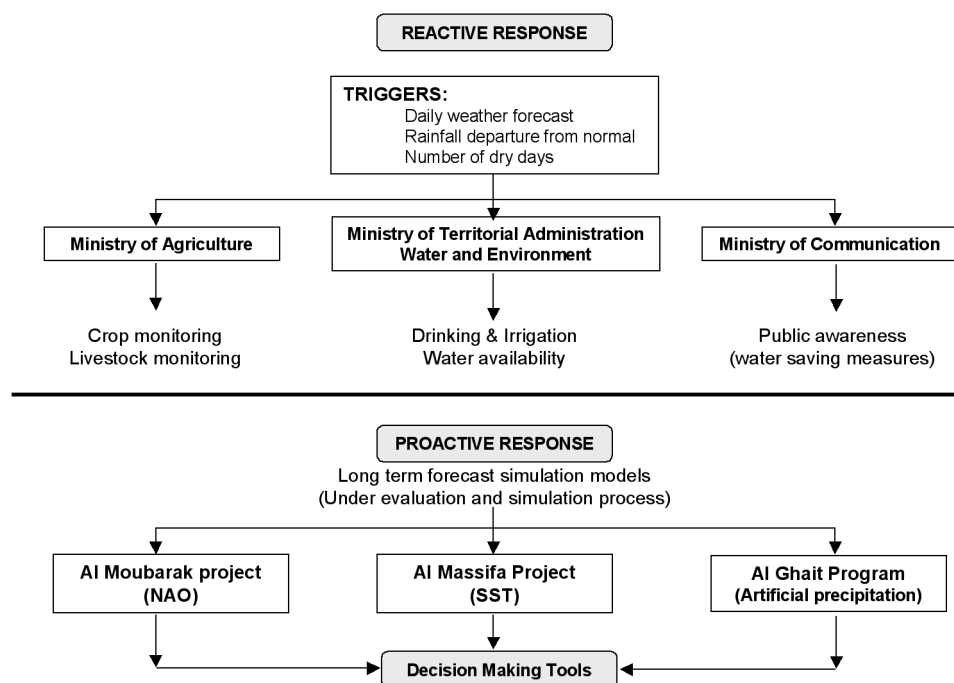 REACTIVE RESPONSE
TRIGGERS:
Daily weather forecast
Rainfall departure from normal
Number of dry days
Ministry of Agriculture
Ministry of Territorial Administration
Water and Environment
Ministry of Communication
Crop monitoring
Livestock monitoring
Drinking & Irrigation
Water availability
Public awareness
(water saving measures)
PROACTIVE RESPONSE
Long term forecast simulation models
(Under evaluation and simulation process)
Al Moubarak project
(NAO)
Al Massifa Project
(SST)
Al Ghait Program
(Artificial precipitation)
Decision Making Tools